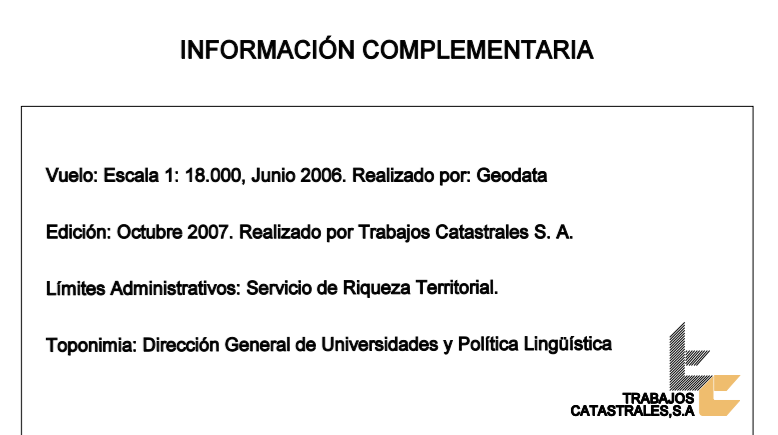 INFORMACIÓN COMPLEMENTARIA
Vuelo: Escala 1: 18.000, Junio 2006. Realizado por: Geodata
Edición: Octubre 2007. Realizado por Trabajos Catastrales S. A.
Límites Administrativos: Servicio de Riqueza Territorial.
Toponimia: Dirección General de Universidades y Política Lingüística
TRABAJOS
CATASTRALES,S.A